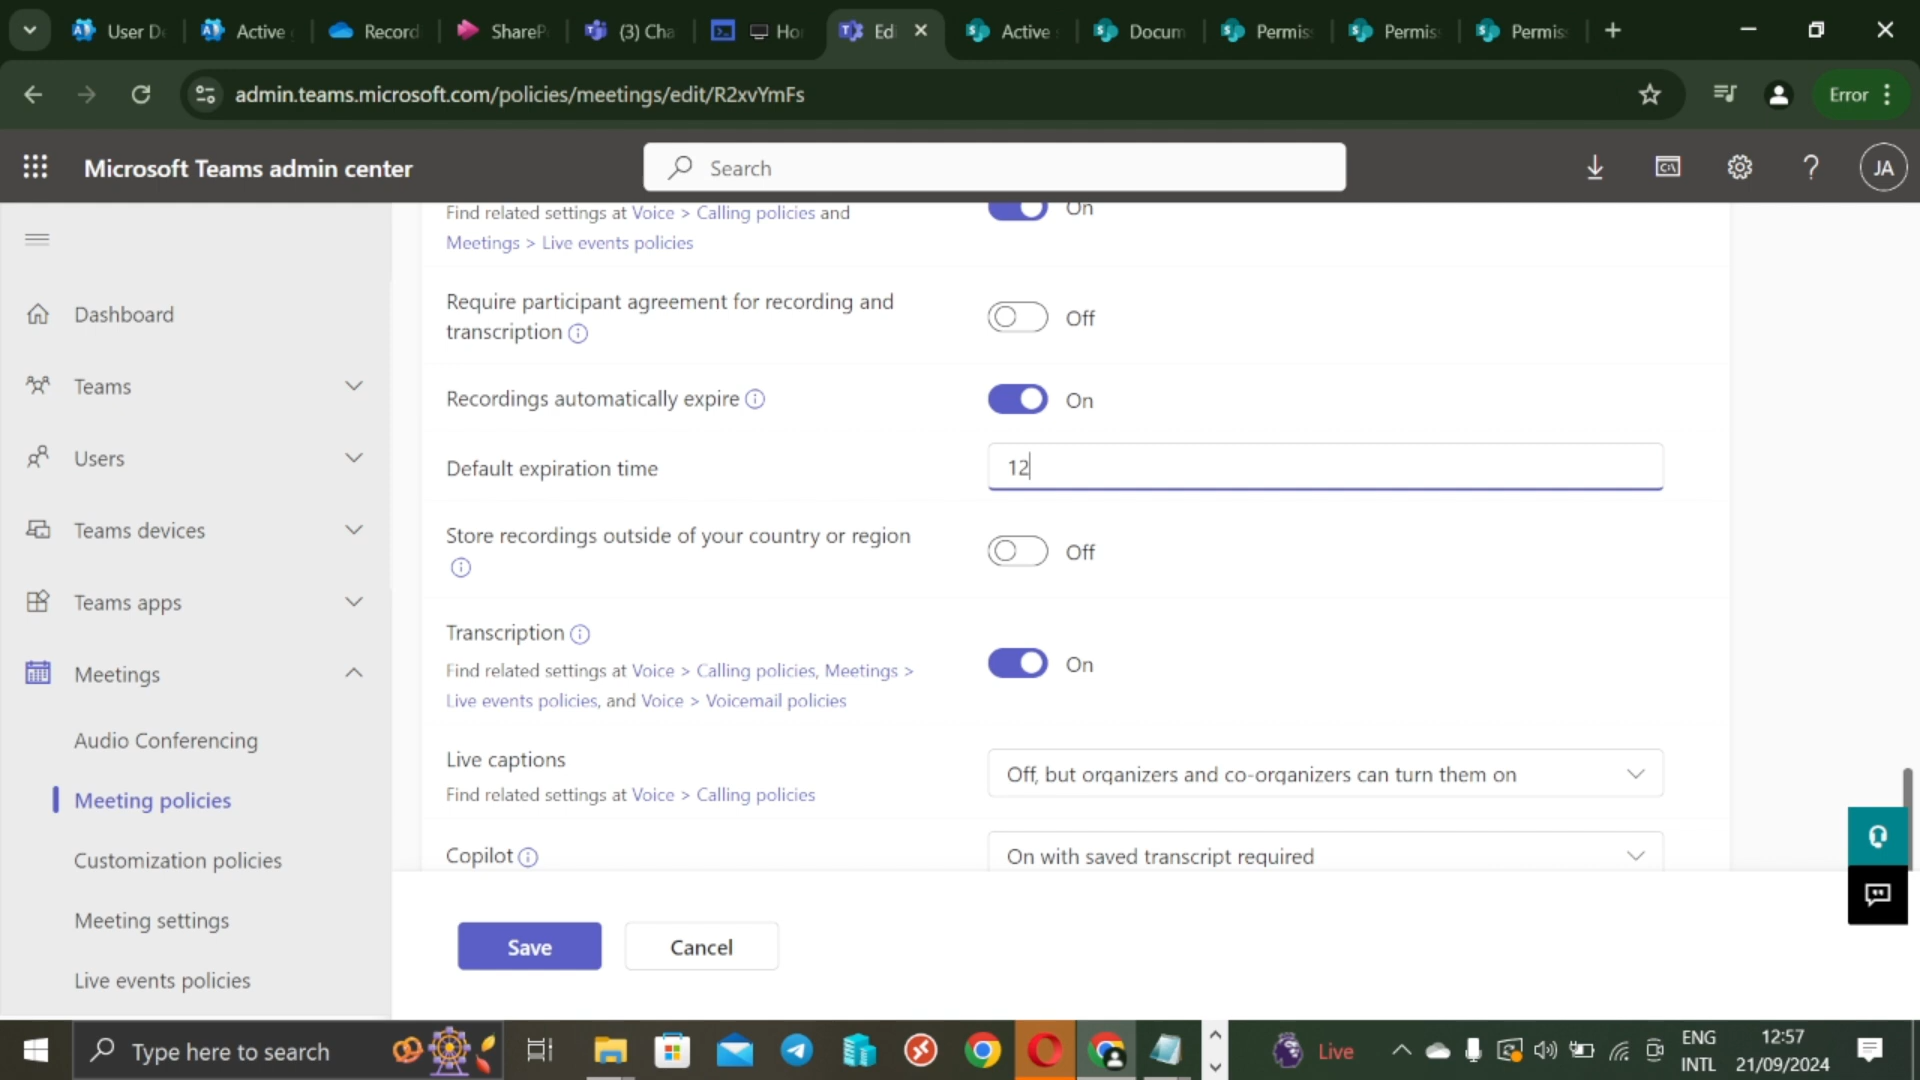 User De
Active
Record
ShareP
(3) Cha
Ho
Edi
Active
Docum
Permis
Permis
Permis
admin.teams.microsoft.com/policies/meetings/edit/R2xvYmFs
Error
Microsoft Teams admin center
Search
JA
Find related settings at Voice > Calling policies and
Meetings > Live events policies
On
Dashboard
Teams
Users
Teams devices
Teams apps
Meetings
Audio Conferencing
Meeting policies
Customization policies
Meeting settings
Live events policies
Require participant agreement for recording and
transcription
Off
Recordings automatically expire
On
Default expiration time
12
Store recordings outside of your country or region
Off
Transcription
Find related settings at Voice > Calling policies, Meetings >
Live events policies, and Voice > Voicemail policies
On
Live captions
Find related settings at Voice > Calling policies
Off, but organizers and co-organizers can turn them on
Copilot
On with saved transcript required
Save
Cancel
Type here to search
Live
ENG
INTL
12:57
21/09/2024